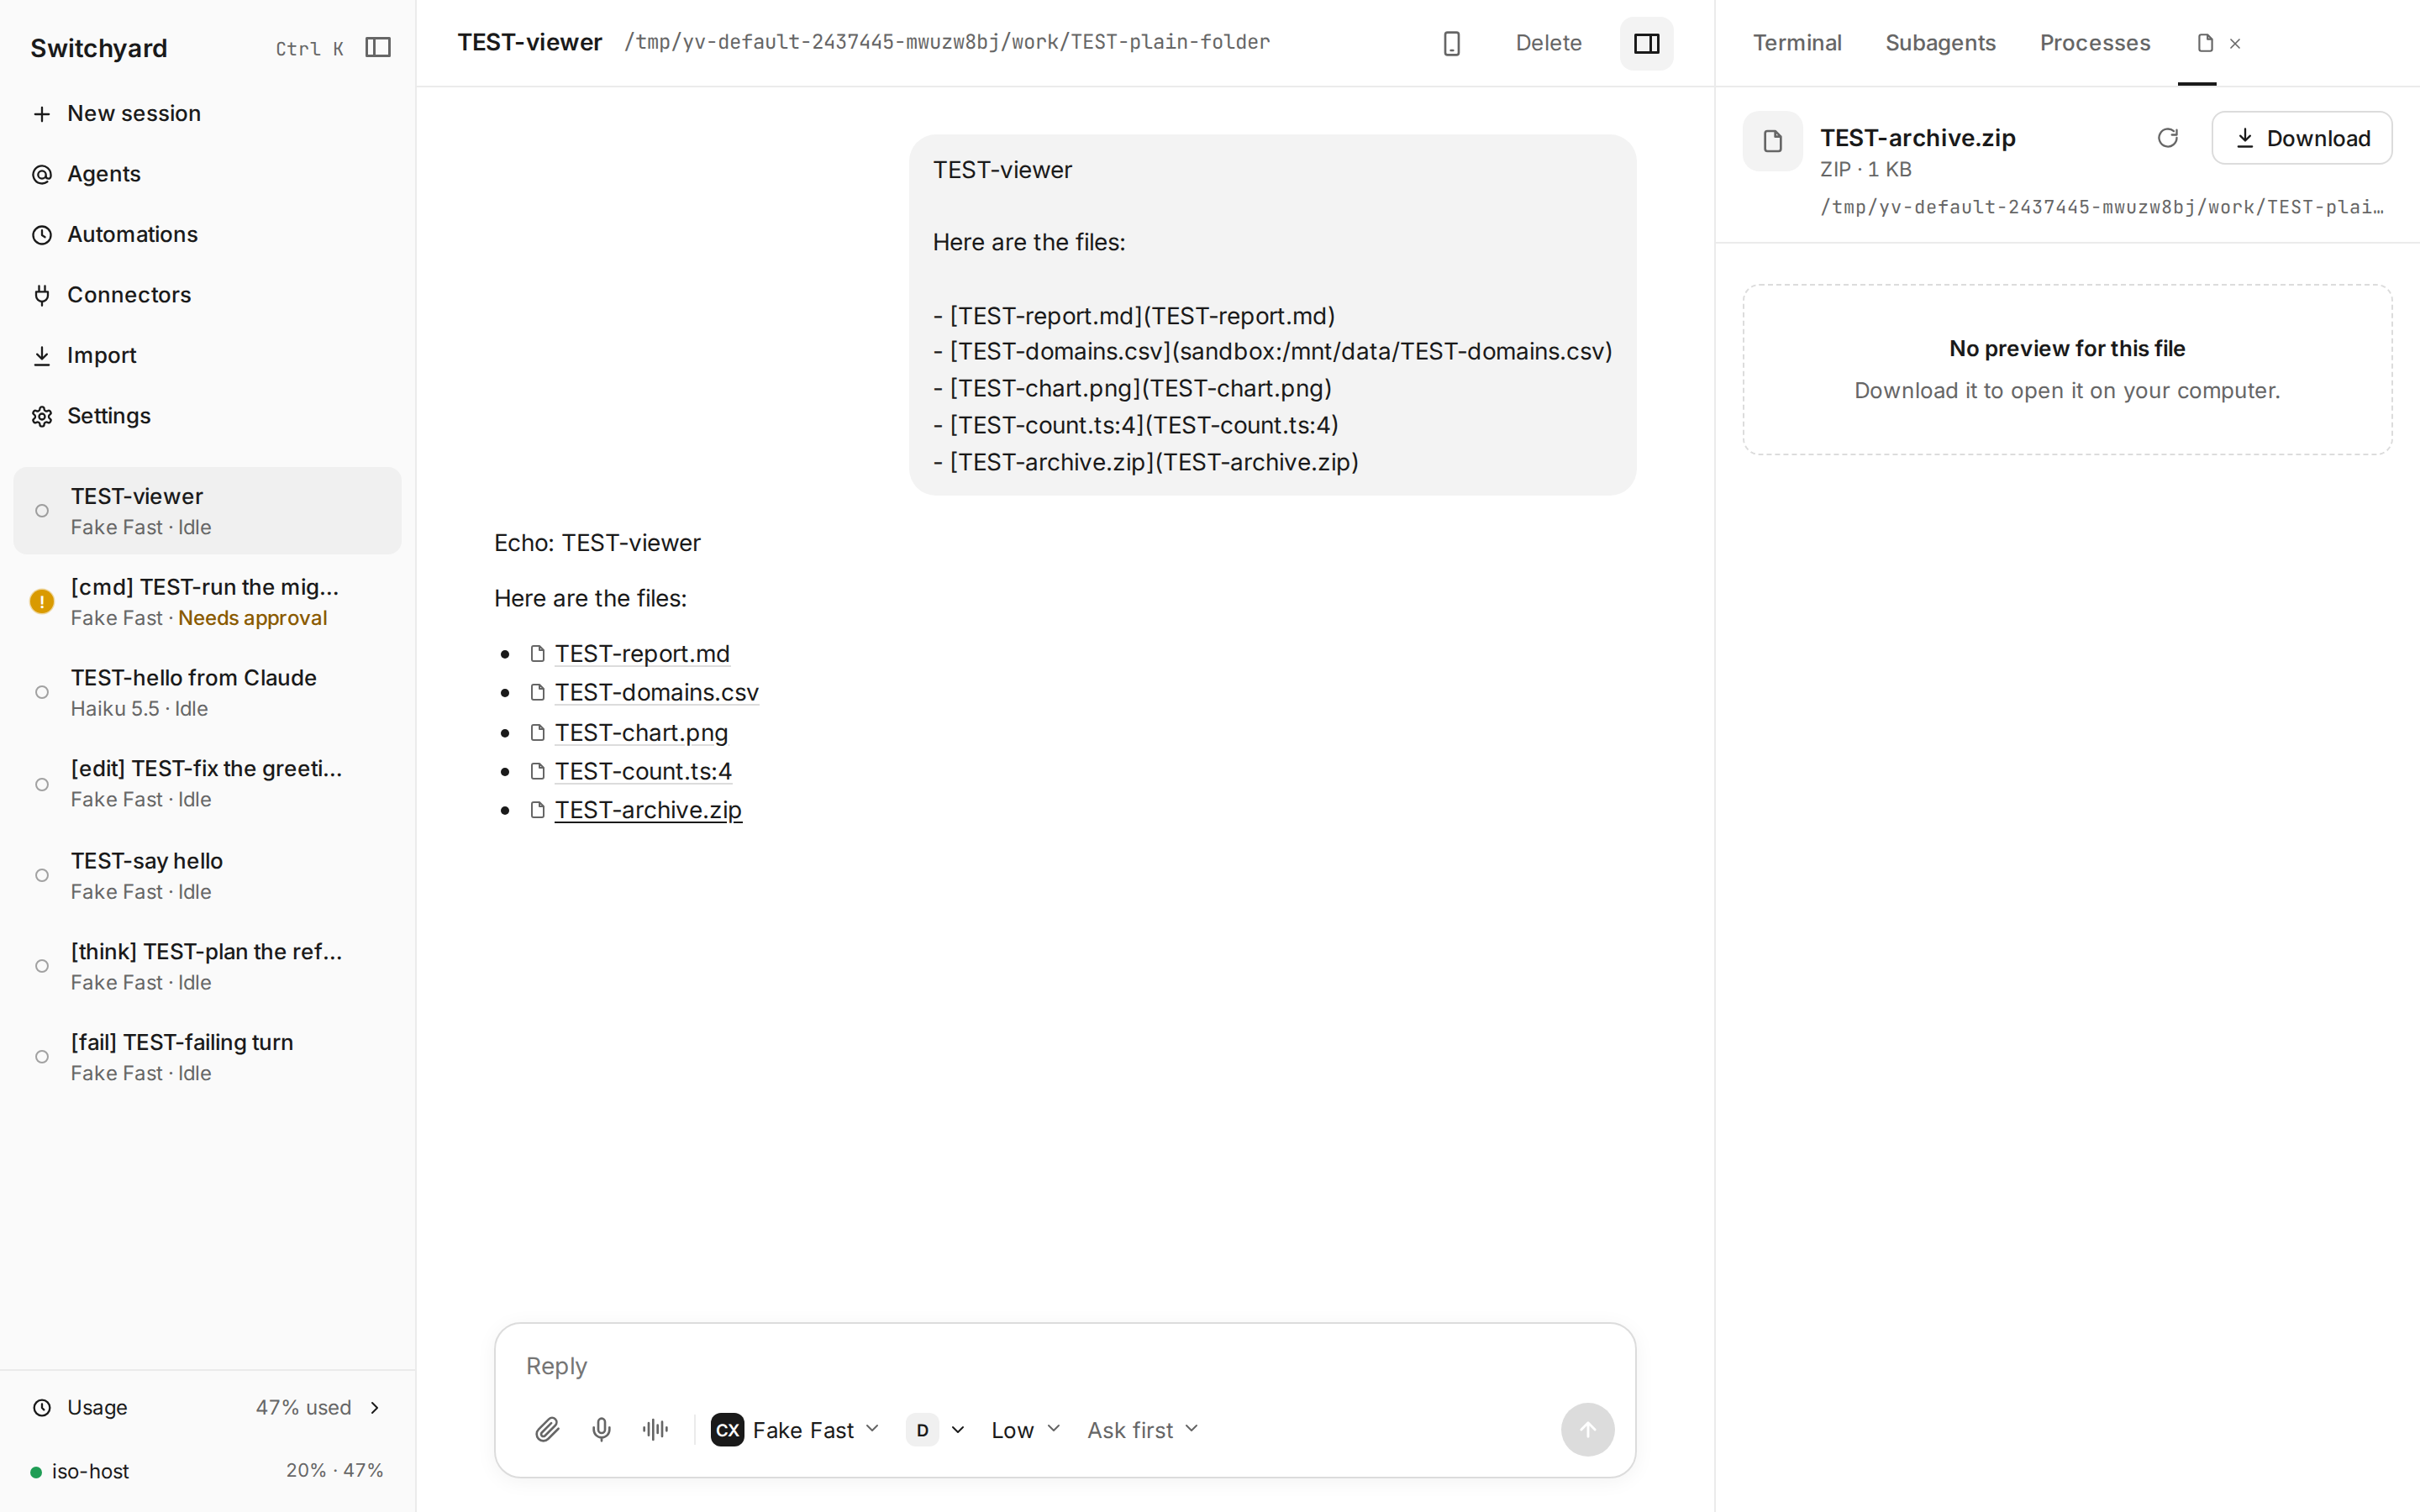 Switchyard
Ctrl K
New session
Agents
Automations
Connectors
Import
Settings
TEST-viewer
Fake Fast · Idle
[cmd] TEST-run the mig...
Fake Fast · Needs approval
TEST-hello from Claude
Haiku 5.5 · Idle
[edit] TEST-fix the greeti...
Fake Fast · Idle
TEST-say hello
Fake Fast · Idle
[think] TEST-plan the ref...
Fake Fast · Idle
[fail] TEST-failing turn
Fake Fast · Idle
Usage 47% used
iso-host 20% · 47%
TEST-viewer /tmp/yv-default-2437445-mwuzw8bj/work/TEST-plain-folder
Delete
TEST-viewer
Here are the files:
- [TEST-report.md](TEST-report.md)
- [TEST-domains.csv](sandbox:/mnt/data/TEST-domains.csv)
- [TEST-chart.png](TEST-chart.png)
- [TEST-count.ts:4](TEST-count.ts:4)
- [TEST-archive.zip](TEST-archive.zip)
Echo: TEST-viewer
Here are the files:
TEST-report.md
TEST-domains.csv
TEST-chart.png
TEST-count.ts:4
TEST-archive.zip
Reply
CX Fake Fast D Low Ask first
Terminal Subagents Processes
TEST-archive.zip
Download
ZIP · 1 KB
/tmp/yv-default-2437445-mwuzw8bj/work/TEST-plai…
No preview for this file
Download it to open it on your computer.